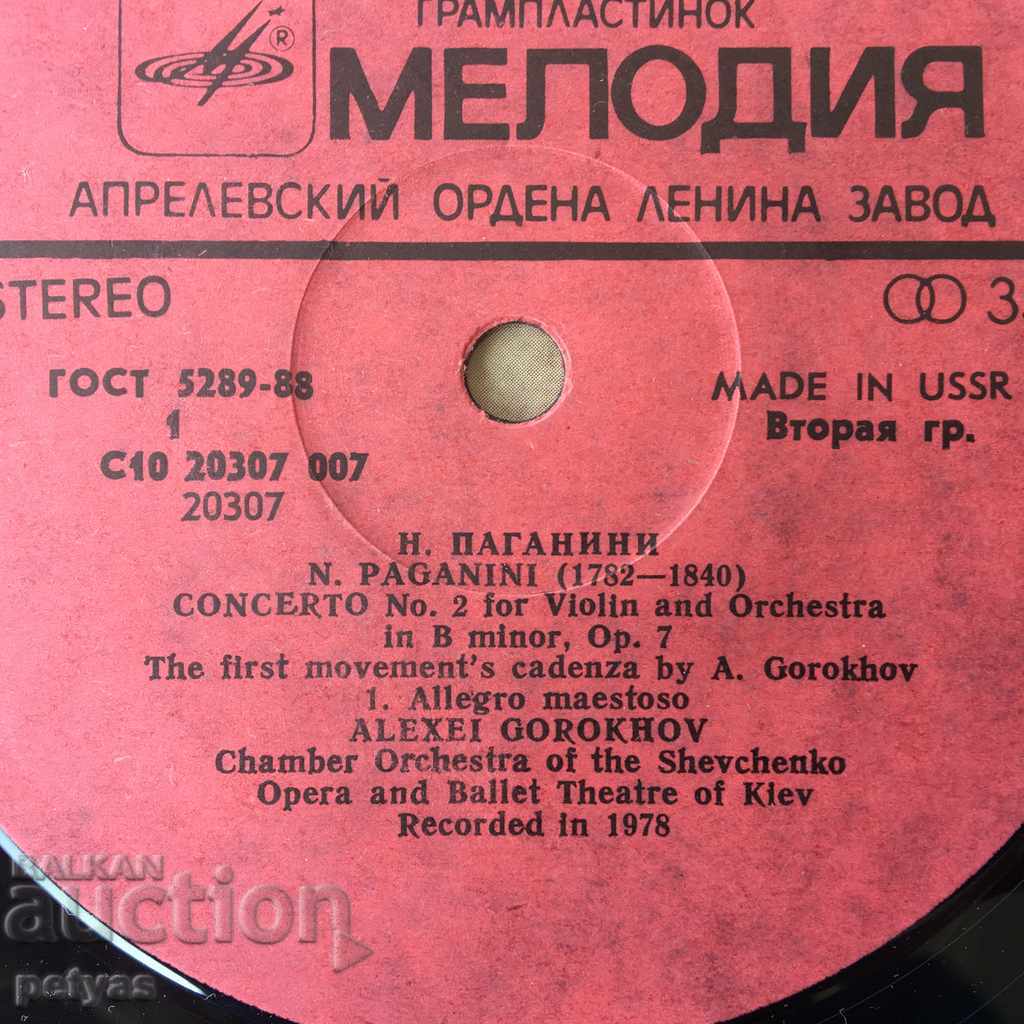 ГРАМПЛАСТИНОК
®
МЕЛОДИЯ
АПРЕЛЕВСКИЙ ОРДЕНА ЛЕНИНА ЗАВОД
STEREO
ГОСТ 5289-88
1
С10 20307 007
20307
MADE IN USSR
Вторая гр.
Н. ПАГАНИНИ
N. PAGANINI (1782—1840)
CONCERTO No. 2 for Violin and Orchestra
in B minor, Op. 7
The first movement's cadenza by A. Gorokhov
1. Allegro maestoso
ALEXEI GOROKHOV
Chamber Orchestra of the Shevchenko
Opera and Ballet Theatre of Kiev
Recorded in 1978
BALKAN
auction
petyas